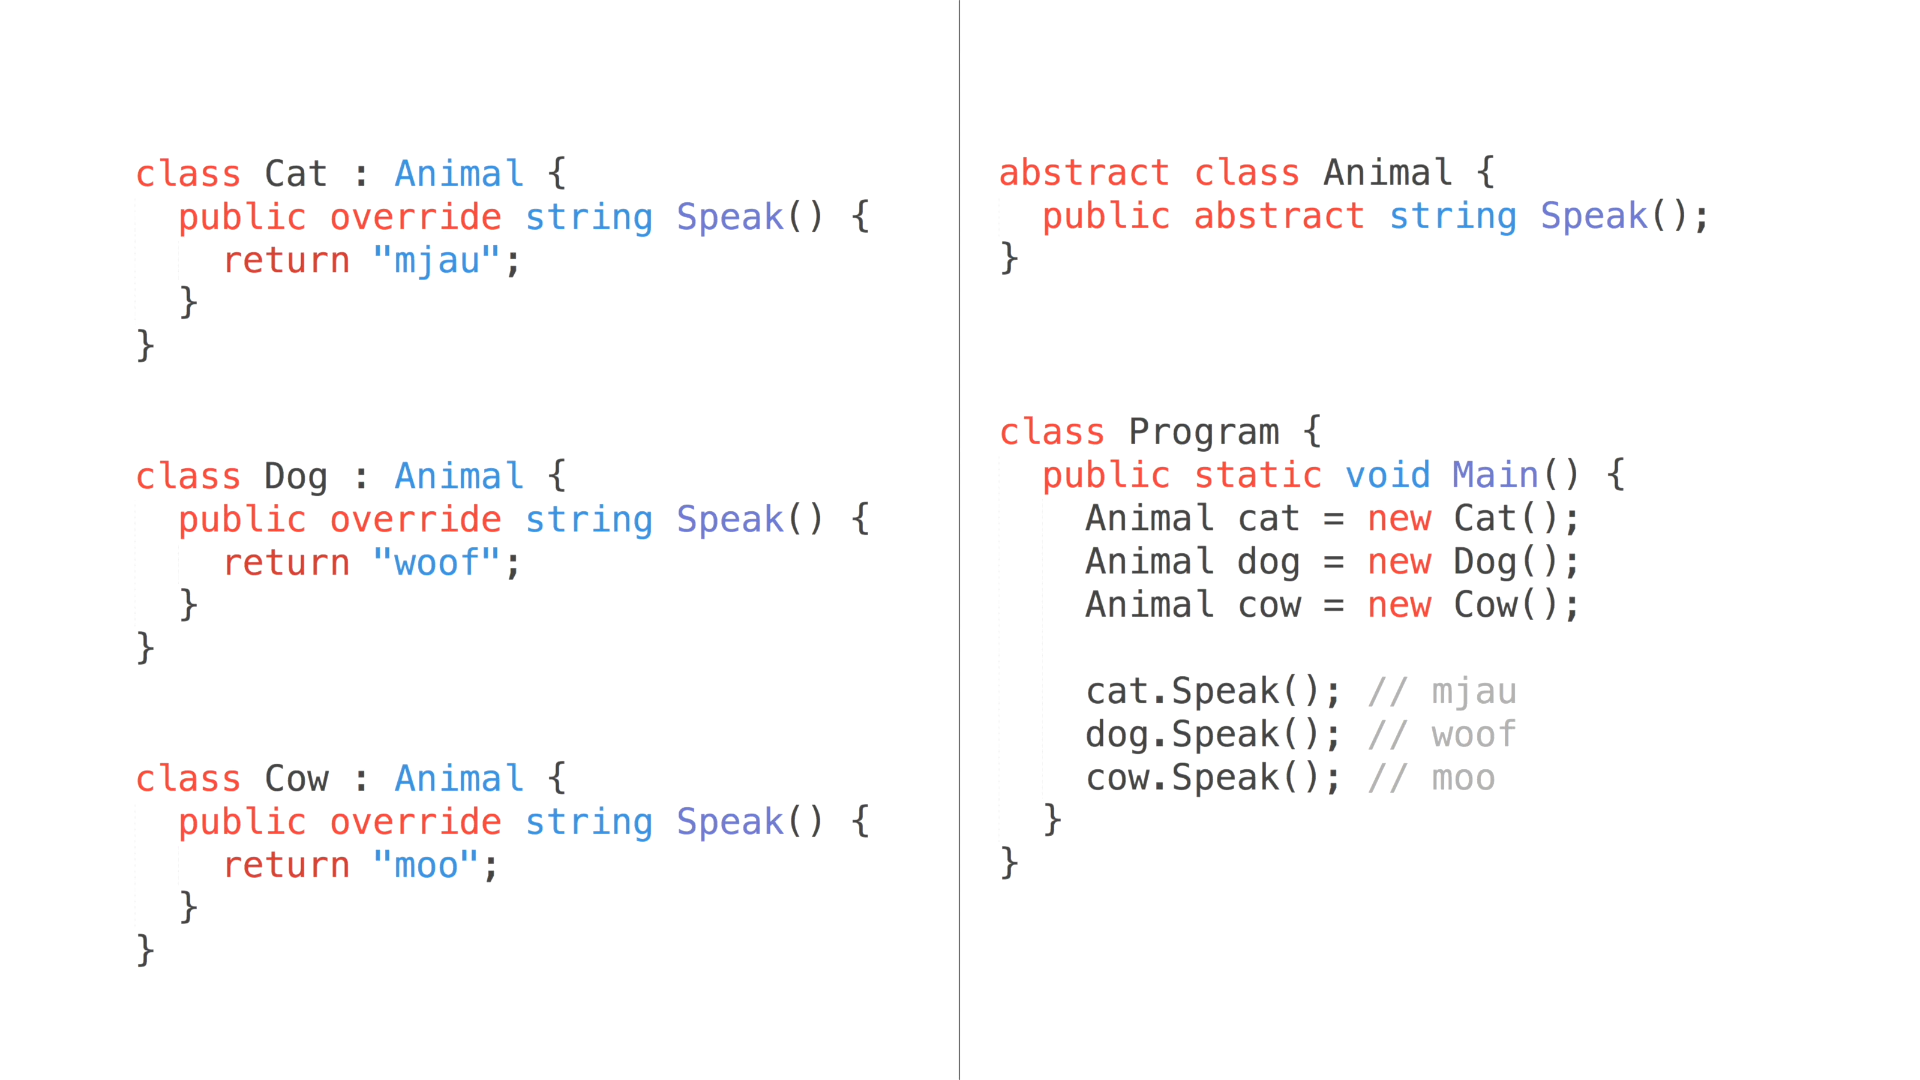 class Cat : Animal {
  public override string Speak() {
    return "mjau";
  }
}
class Dog : Animal {
  public override string Speak() {
    return "woof";
  }
}
class Cow : Animal {
  public override string Speak() {
    return "moo";
  }
}
abstract class Animal {
  public abstract string Speak();
}
class Program {
  public static void Main() {
    Animal cat = new Cat();
    Animal dog = new Dog();
    Animal cow = new Cow();
    cat.Speak(); // mjau
    dog.Speak(); // woof
    cow.Speak(); // moo
  }
}